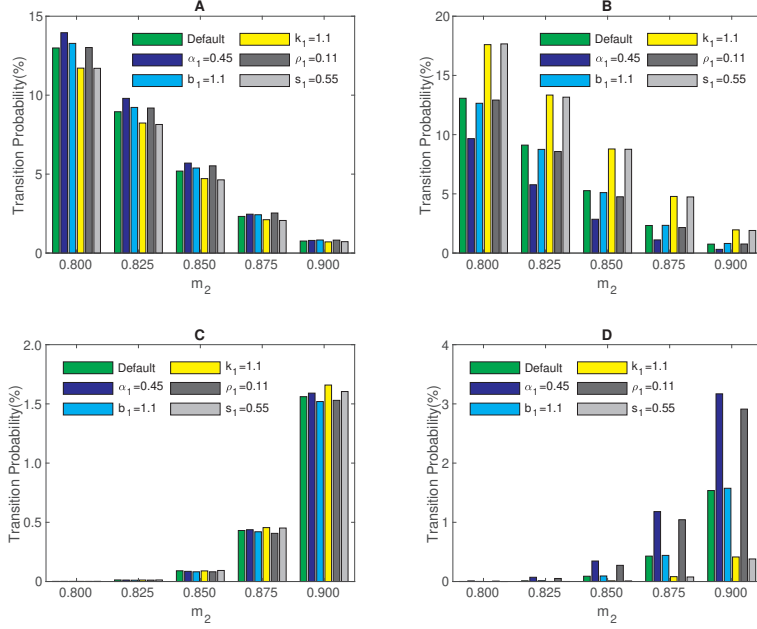 A
Transition Probability(%)
15
10
5
0
Default
α1=0.45
b1=1.1
k1=1.1
ρ1=0.11
s1=0.55
0.800 0.825 0.850 0.875 0.900
m2
B
Transition Probability(%)
20
15
10
5
0
Default
α1=0.45
b1=1.1
k1=1.1
ρ1=0.11
s1=0.55
0.800 0.825 0.850 0.875 0.900
m2
C
Transition Probability(%)
2.0
1.5
1.0
0.5
0
Default
α1=0.45
b1=1.1
k1=1.1
ρ1=0.11
s1=0.55
0.800 0.825 0.850 0.875 0.900
m2
D
Transition Probability(%)
4
3
2
1
0
Default
α1=0.45
b1=1.1
k1=1.1
ρ1=0.11
s1=0.55
0.800 0.825 0.850 0.875 0.900
m2